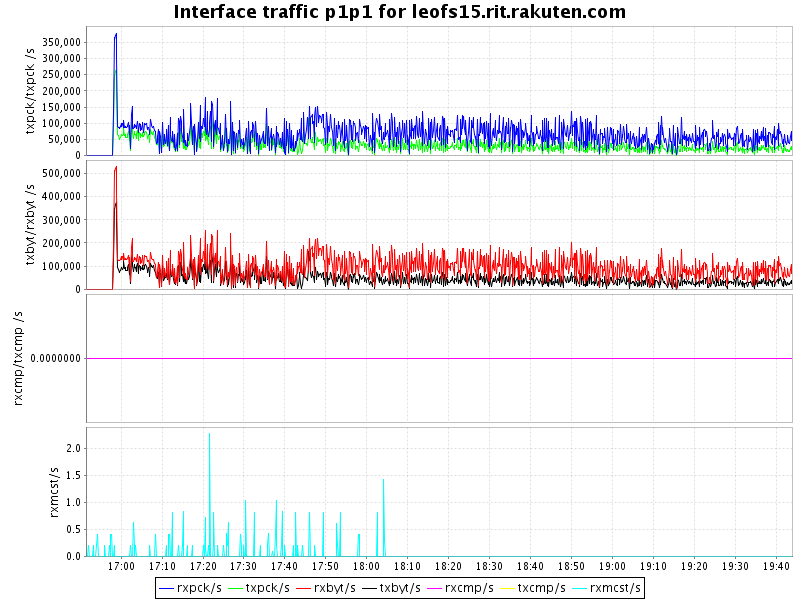 Interface traffic p1p1 for leofs15.rit.rakuten.com
txpck/txpck /s
350,000
300,000
250,000
200,000
150,000
100,000
50,000
0
txbyt/rxbyt /s
500,000
400,000
300,000
200,000
100,000
0
rxcmp/txcmp /s
0.0000000
rxmcst/s
2.0
1.5
1.0
0.5
0.0
17:00 17:10 17:20 17:30 17:40 17:50 18:00 18:10 18:20 18:30 18:40 18:50 19:00 19:10 19:20 19:30 19:40
rxpck/s txpck/s rxbyt/s txbyt/s rxcmp/s txcmp/s rxmcst/s